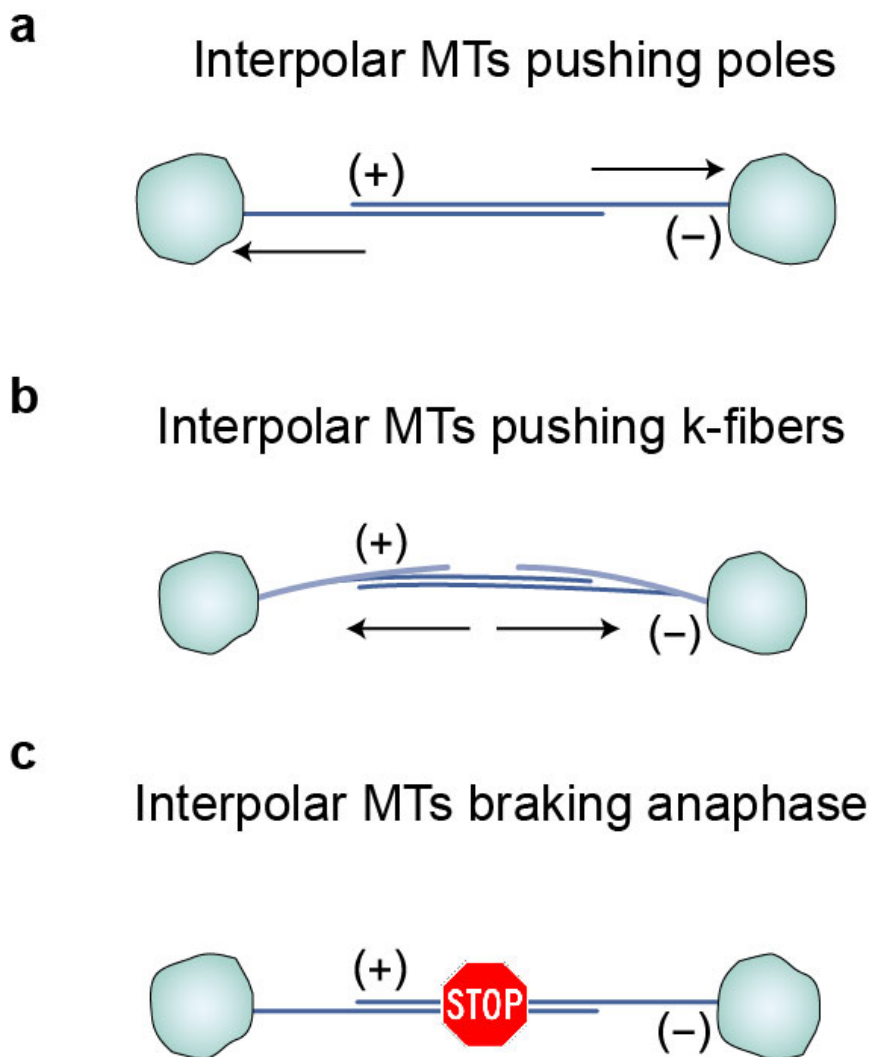 a
Interpolar MTs pushing poles
(+)
(–)
b
Interpolar MTs pushing k-fibers
(+)
(–)
c
Interpolar MTs braking anaphase
(+)
STOP
(–)